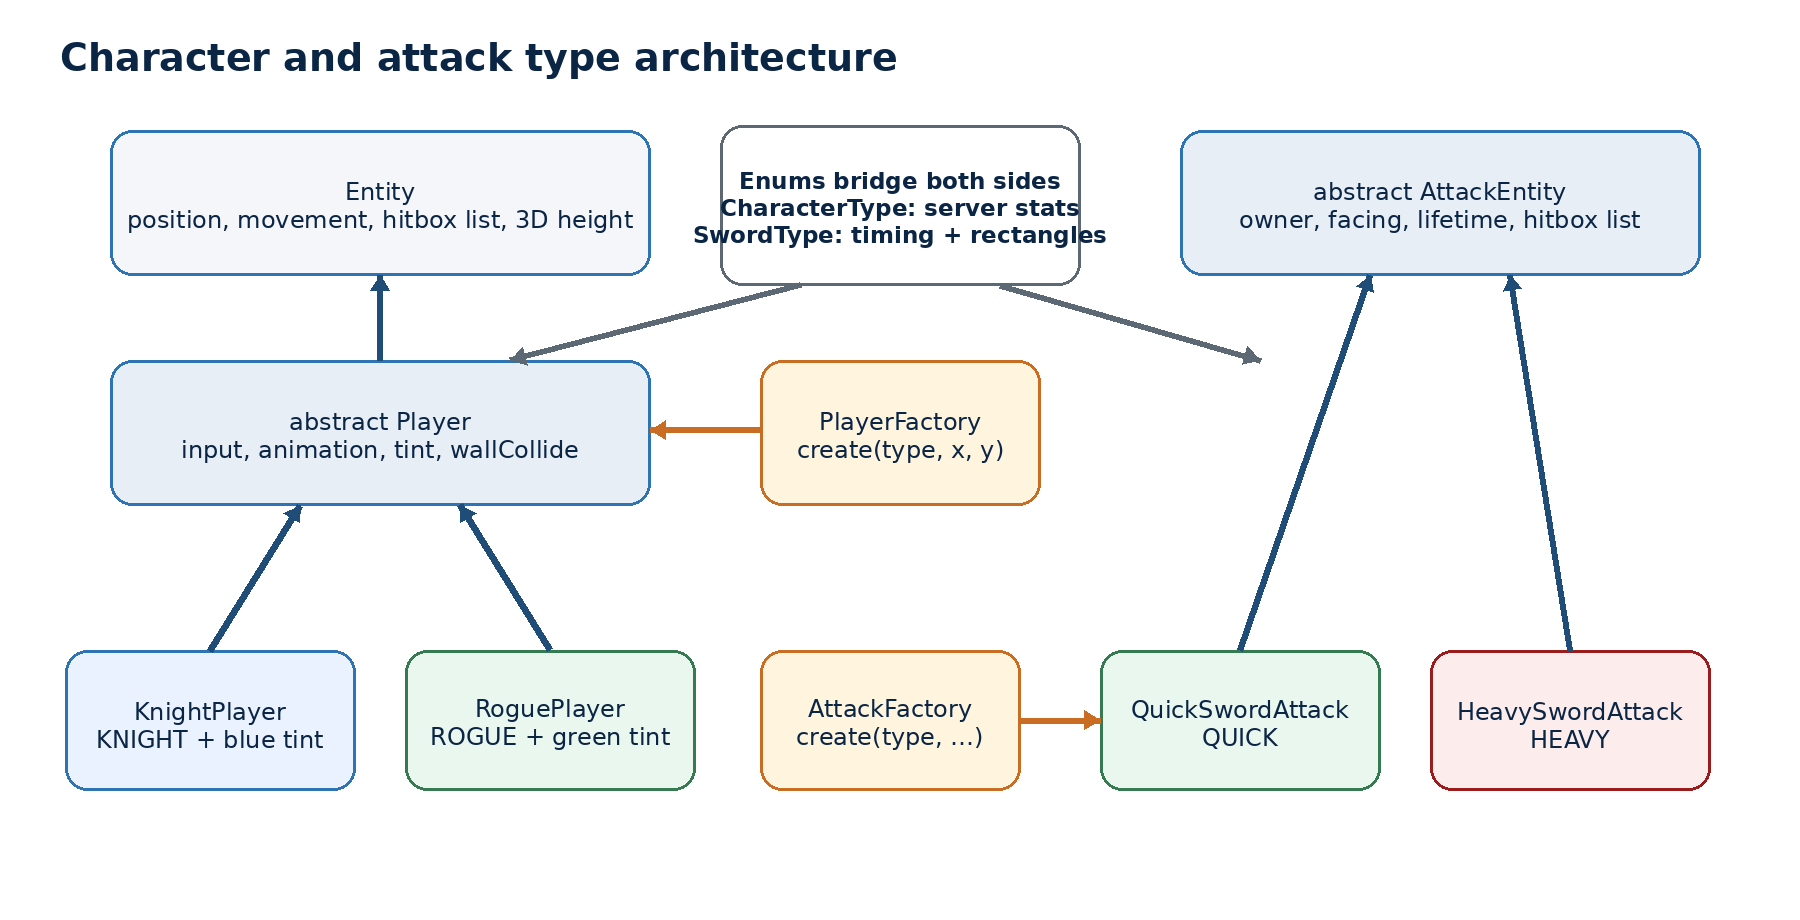 Character and attack type architecture
Entity
position, movement, hitbox list, 3D height
Enums bridge both sides
CharacterType: server stats
SwordType: timing + rectangles
abstract AttackEntity
owner, facing, lifetime, hitbox list
abstract Player
input, animation, tint, wallCollide
PlayerFactory
create(type, x, y)
KnightPlayer
KNIGHT + blue tint
RoguePlayer
ROGUE + green tint
AttackFactory
create(type, ...)
QuickSwordAttack
QUICK
HeavySwordAttack
HEAVY